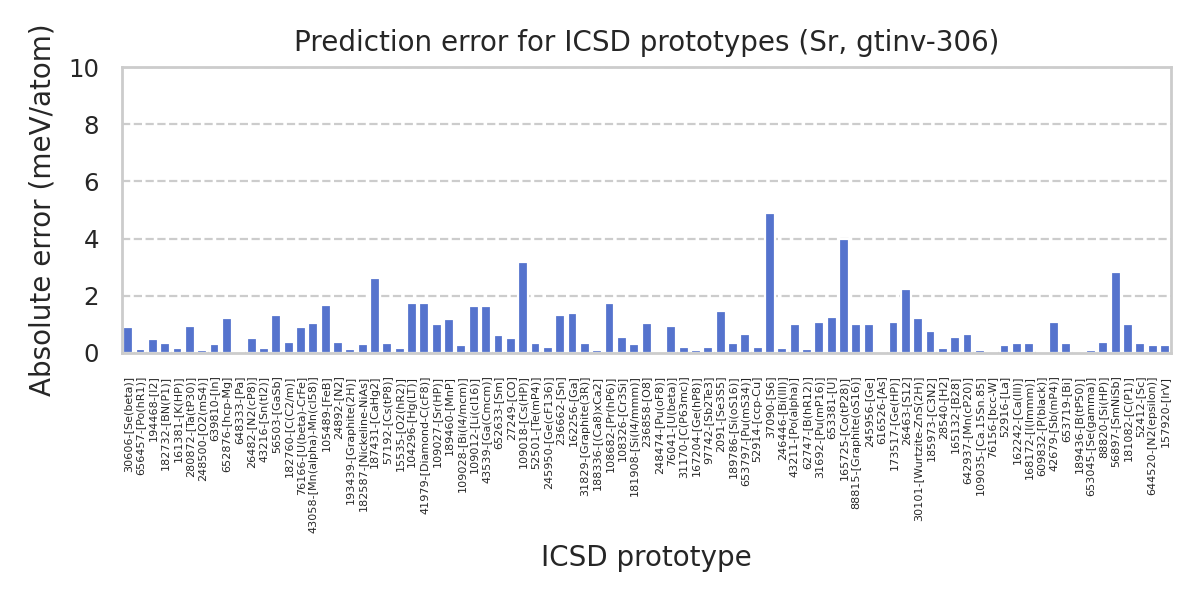 Prediction error for ICSD prototypes (Sr, gtinv-306)
Absolute error (meV/atom)
10
8
6
4
2
0
30606-[Se(beta)]
656457-[Po(hR1)]
194468-[I2]
182732-[BN(P1)]
161381-[K(HP)]
280872-[Ta(tP30)]
248500-[O2(mS4)]
639810-[In]
652876-[hcp-Mg]
648333-[Pa]
26482-[N2(cP8)]
43216-[Sn(tI2)]
56503-[GaSb]
182760-[C(C2/m)]
76166-[U(beta)-CrFe]
43058-[Mn(alpha)-Mn(cI58)]
105489-[FeB]
24892-[N2]
193439-[Graphite(2H)]
182587-[Nickeline-NiAs]
187431-[CaHg2]
57192-[Cs(tP8)]
15535-[O2(hR2)]
104296-[Hg(LT)]
41979-[Diamond-C(cF8)]
109027-[Sr(HP)]
189460-[MnP]
109028-[Bi(I4/mcm)]
109012-[Li(cI16)]
43539-[Ga(Cmcm)]
652633-[Sm]
27249-[CO]
109018-[Cs(HP)]
52501-[Te(mP4)]
245950-[Ge(cF136)]
236662-[Sn]
162256-[Ga]
31829-[Graphite(3R)]
188336-[(Ca8)xCa2]
108682-[Pr(hP6)]
108326-[Cr3Si]
181908-[Si(I4/mmm)]
236858-[O8]
248474-[Pu(oF8)]
76041-[U(beta)]
31170-[C(P63mc)]
167204-[Ge(hP8)]
97742-[Sb2Te3]
2091-[Se3S5]
189786-[Si(oS16)]
653797-[Pu(mS34)]
52914-[ccp-Cu]
37090-[S6]
246446-[Bi(III)]
43211-[Po(alpha)]
62747-[B(hR12)]
31692-[Pu(mP16)]
653381-[U]
165725-[Co(tP28)]
88815-[Graphite(oS16)]
245956-[Ge]
616526-[As]
173517-[Ge(HP)]
26463-[S12]
30101-[Wurtzite-ZnS(2H)]
185973-[C3N2]
28540-[H2]
165132-[B28]
642937-[Mn(cP20)]
109035-[Ca.15Sn.85]
76156-[bcc-W]
52916-[La]
162242-[Ca(III)]
168172-[I(Immm)]
609832-[P(black)]
42679-[Sb(mP4)]
653719-[Bi]
189436-[B(tP50)]
653045-[Se(gamma)]
88820-[Si(HP)]
56897-[SmNiSb]
181082-[C(P1)]
52412-[Sc]
644520-[N2(epsilon)]
157920-[IrV]
ICSD prototype